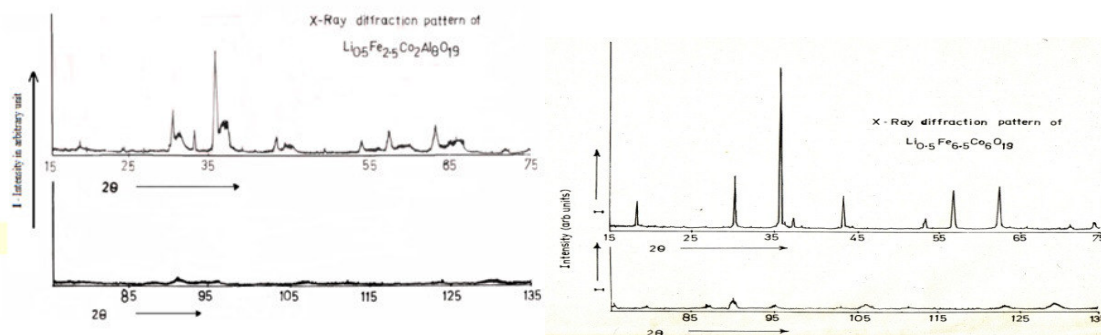 X-Ray diffraction pattern of
Li0.5Fe2.5Co2Al8O19
I - Intensity in arbitrary unit
15 25 35 55 65 75
2θ
85 95 105 115 125 135
2θ
X-Ray diffraction pattern of
Li0.5Fe6.5Co6O19
Intensity (arb units)
15 25 35 45 55 65 75
2θ
85 95 105 115 125 135
2θ